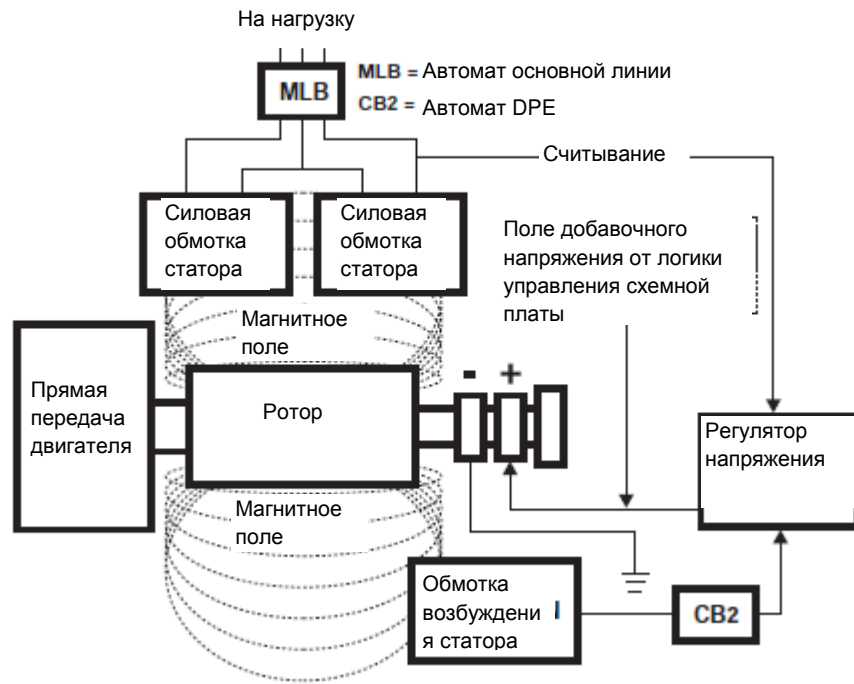 На нагрузку
MLB
MLB = Автомат основной линии
CB2 = Автомат DPE
Считывание
Силовая
обмотка
статора
Силовая
обмотка
статора
Поле добавочного
напряжения от логики
управления схемной
платы
Магнитное
поле
Прямая
передача
двигателя
Ротор
- +
Регулятор
напряжения
Магнитное
поле
Обмотка
возбуждени
я статора
CB2